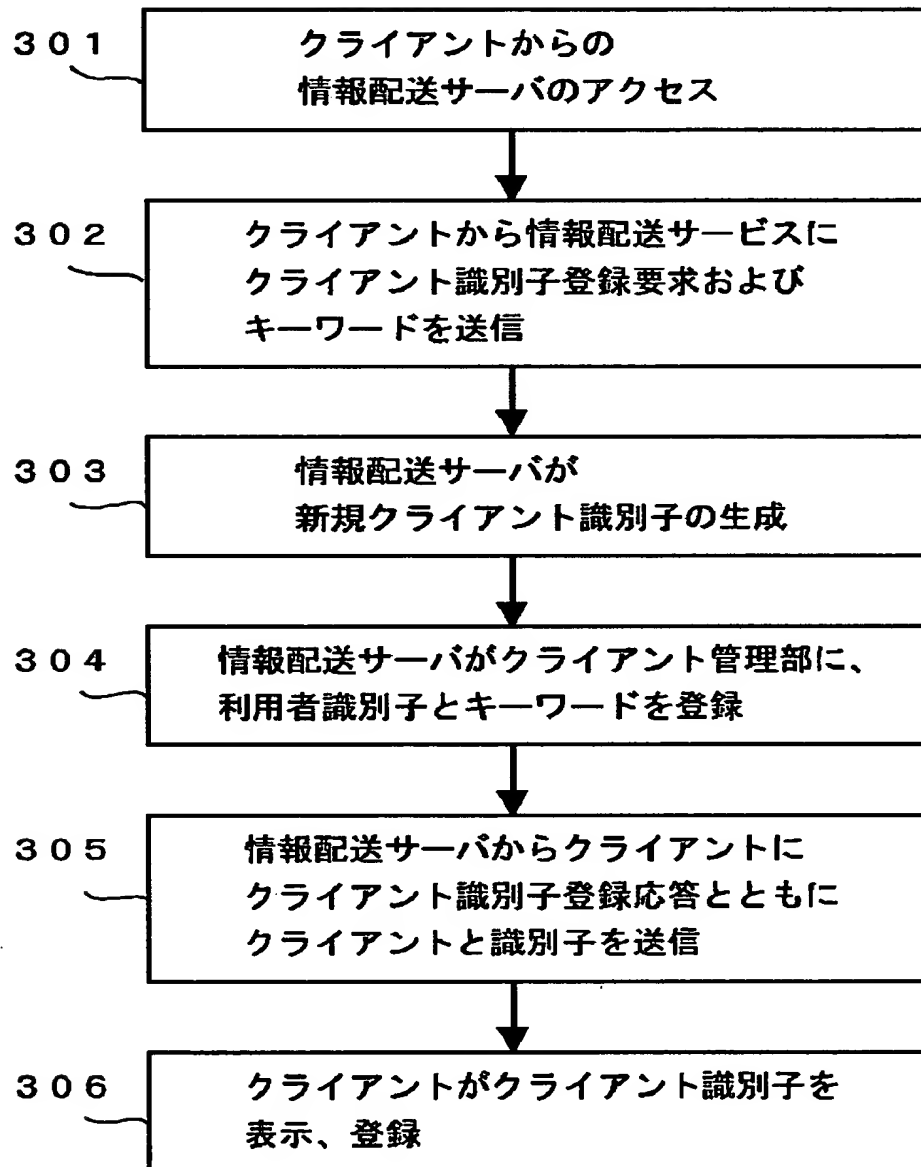 301
クライアントからの
情報配送サーバのアクセス
302
クライアントから情報配送サービスに
クライアント識別子登録要求および
キーワードを送信
303
情報配送サーバが
新規クライアント識別子の生成
304
情報配送サーバがクライアント管理部に、
利用者識別子とキーワードを登録
305
情報配送サーバからクライアントに
クライアント識別子登録応答とともに
クライアントと識別子を送信
306
クライアントがクライアント識別子を
表示、登録